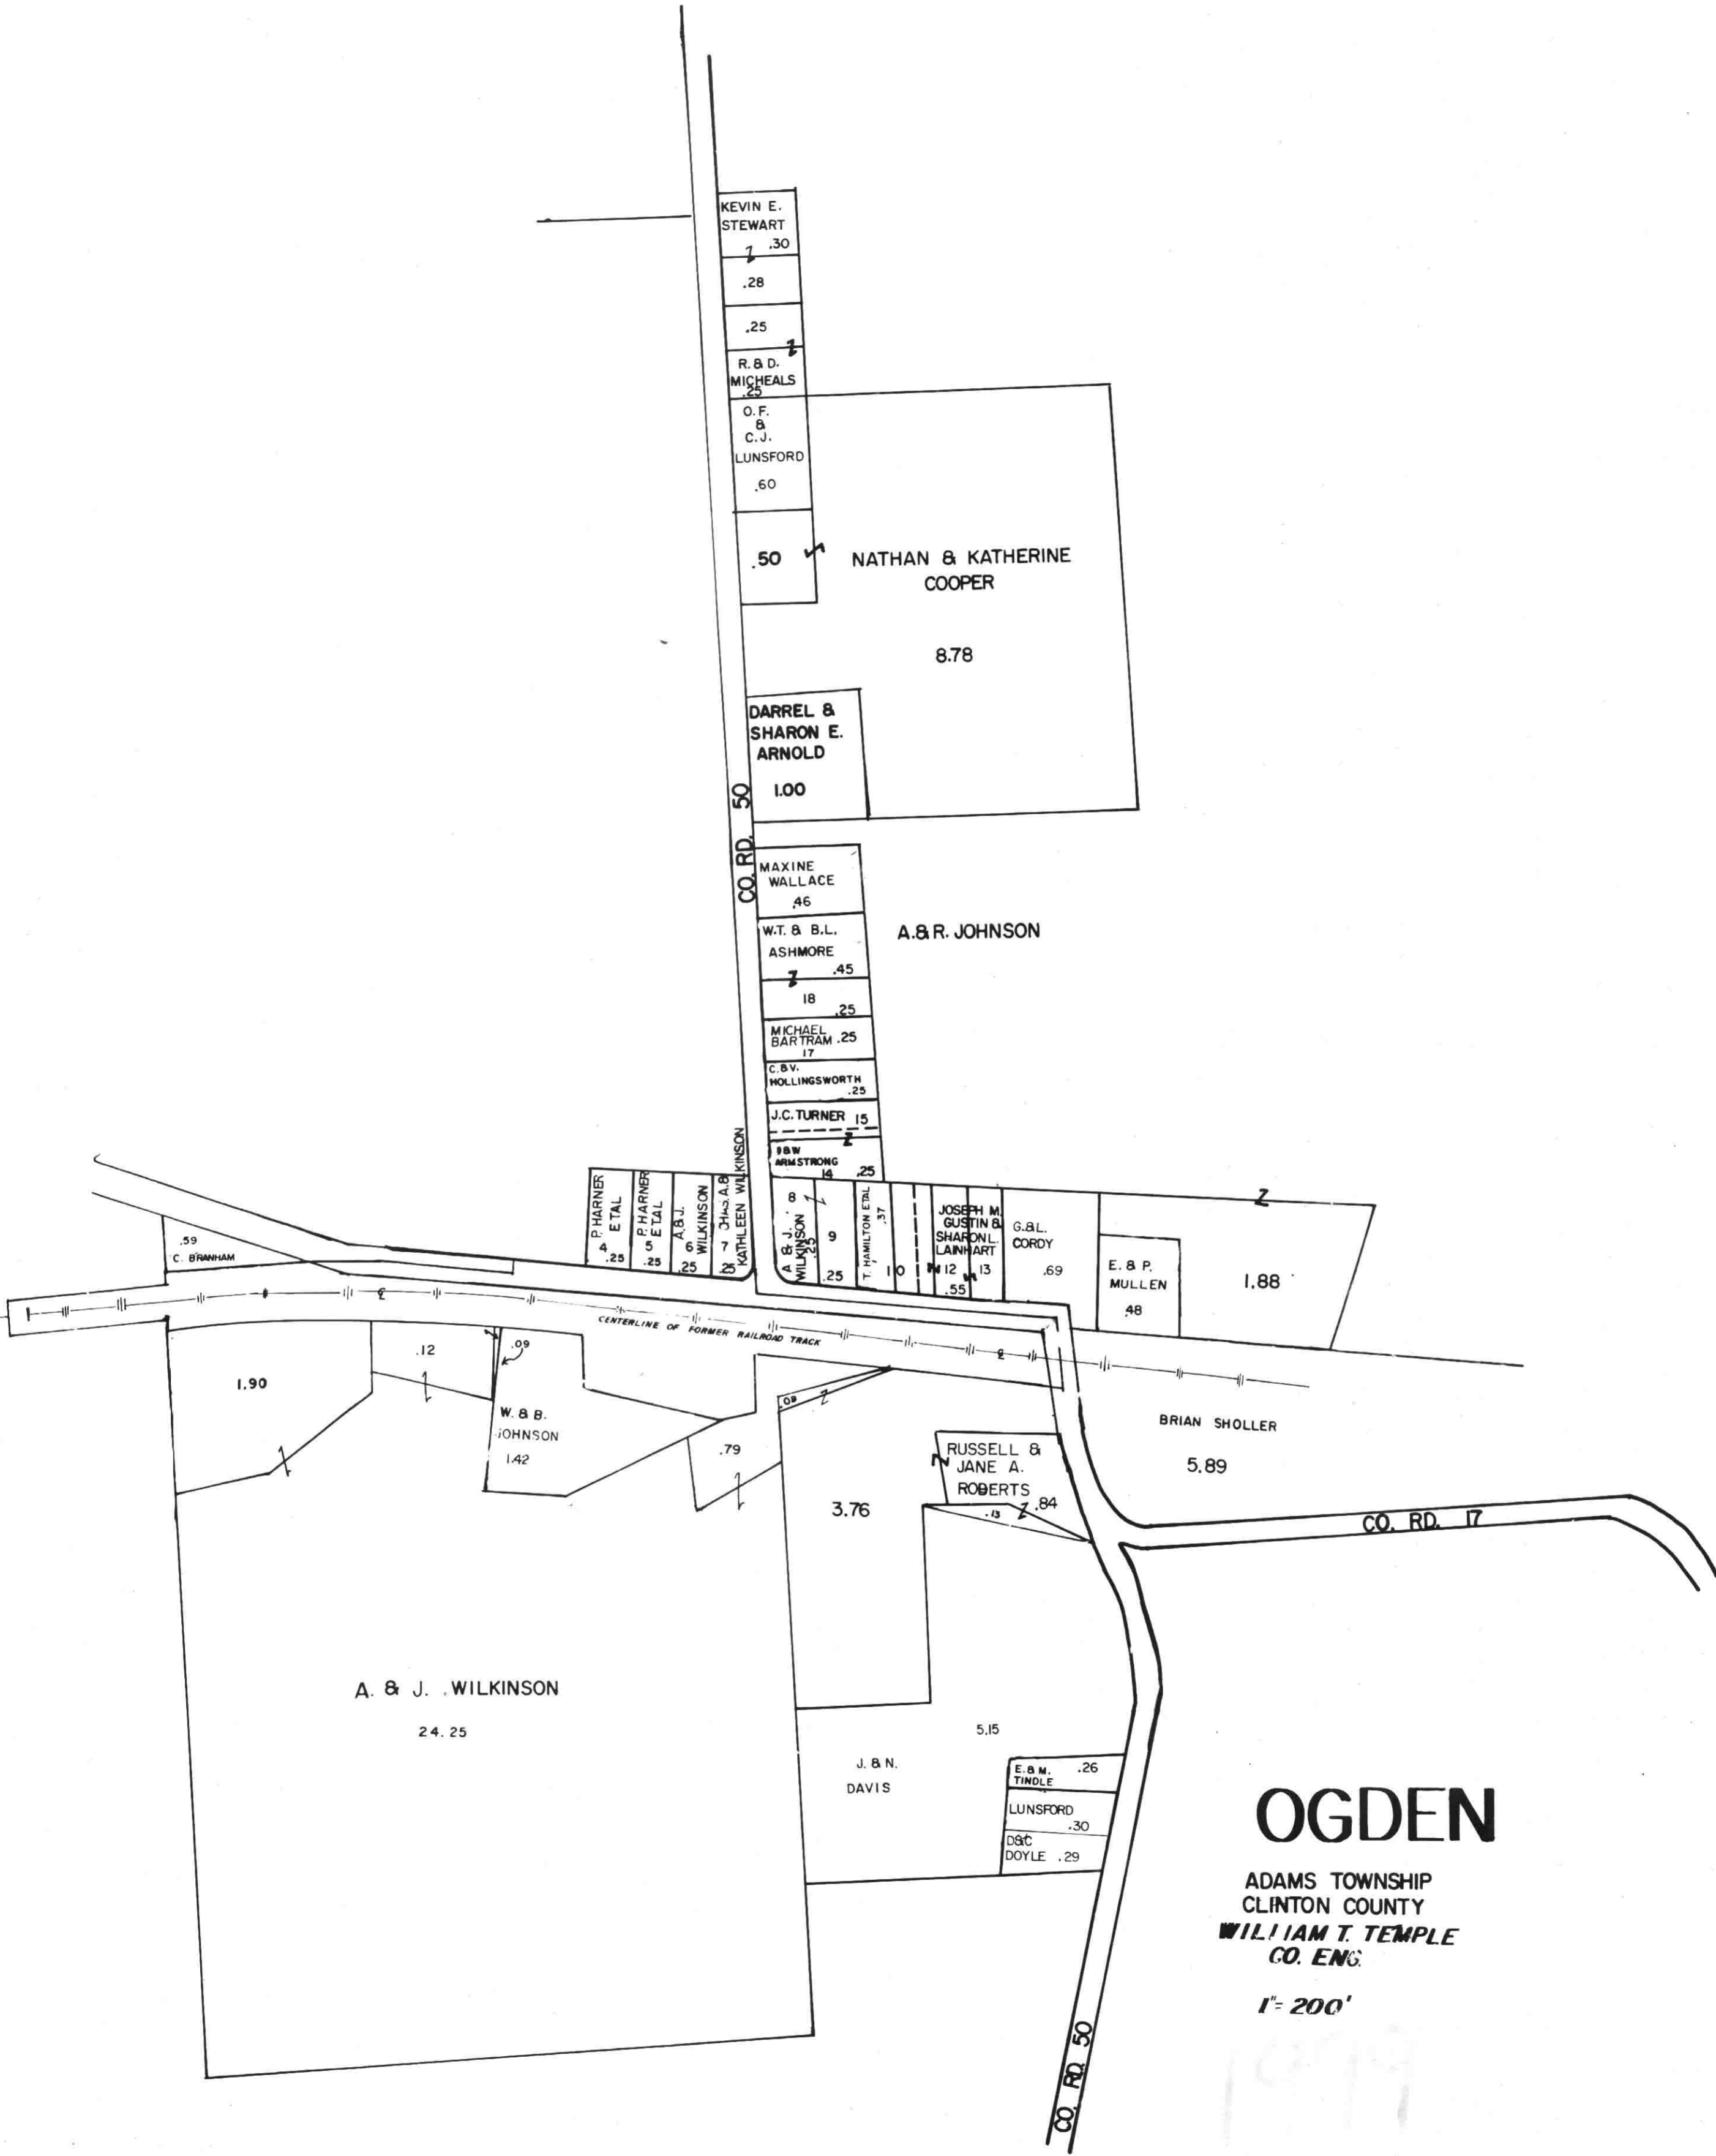 KEVIN E.
STEWART
.30
.28
.25
R. & D.
MICHEALS
.25
O. F.
&
C. J.
LUNSFORD
.60
.50
NATHAN & KATHERINE
COOPER
8.78
DARREL &
SHARON E.
ARNOLD
1.00
CO. RD. 50
MAXINE
WALLACE
.46
W.T. & B.L.
ASHMORE
.45
A. & R. JOHNSON
18
.25
MICHAEL
BARTRAM .25
17
C. & V.
HOLLINGSWORTH
.25
J.C. TURNER 15
ARMSTRONG
14 .25
P. HARNER
ETAL
4
.25
P. HARNER
ETAL
5
.25
A. & J.
WILKINSON
6
.25
CHAS. A. &
KATHLEEN WILKINSON
7
.25
8
A & J.
WILKINSON
.25
9
.25
T. HAMILTON ETAL
.37
10
JOSEPH M.
GUSTIN &
SHARON L.
LAINHART
12
13
.55
G. & L.
CORDY
.69
E. & P.
MULLEN
.48
1.88
.59
C. BRANHAM
CENTERLINE OF FORMER RAILROAD TRACK
1.90
.12
.09
W. & B.
JOHNSON
1.42
.79
.09
3.76
RUSSELL &
JANE A.
ROBERTS
.84
.13
BRIAN SHOLLER
5.89
CO. RD. 17
A. & J. WILKINSON
24.25
5.15
J. & N.
DAVIS
E. & M. .26
TINDLE
LUNSFORD
.30
D&C
DOYLE .29
CO. RD. 50
OGDEN
ADAMS TOWNSHIP
CLINTON COUNTY
WILLIAM T. TEMPLE
CO. ENG.
1"= 200'